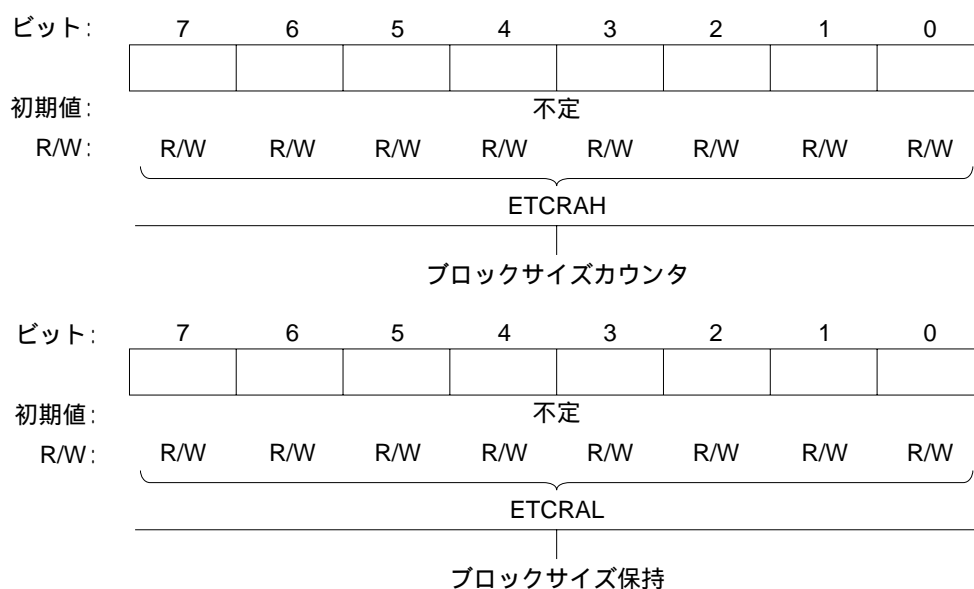 ビット: 7 6 5 4 3 2 1 0
初期値: 不定
R/W: R/W R/W R/W R/W R/W R/W R/W R/W
ETCRAH
ブロックサイズカウンタ
ビット: 7 6 5 4 3 2 1 0
初期値: 不定
R/W: R/W R/W R/W R/W R/W R/W R/W R/W
ETCRAL
ブロックサイズ保持